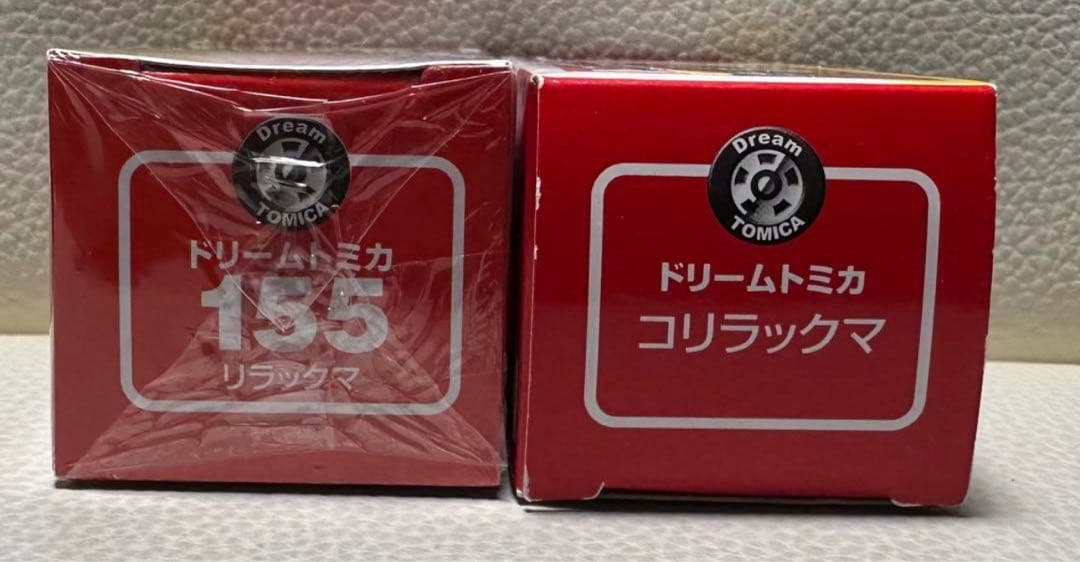 Dream
TOMICA
ドリームトミカ
155
リラックマ
Dream
TOMICA
ドリームトミカ
コリラックマ